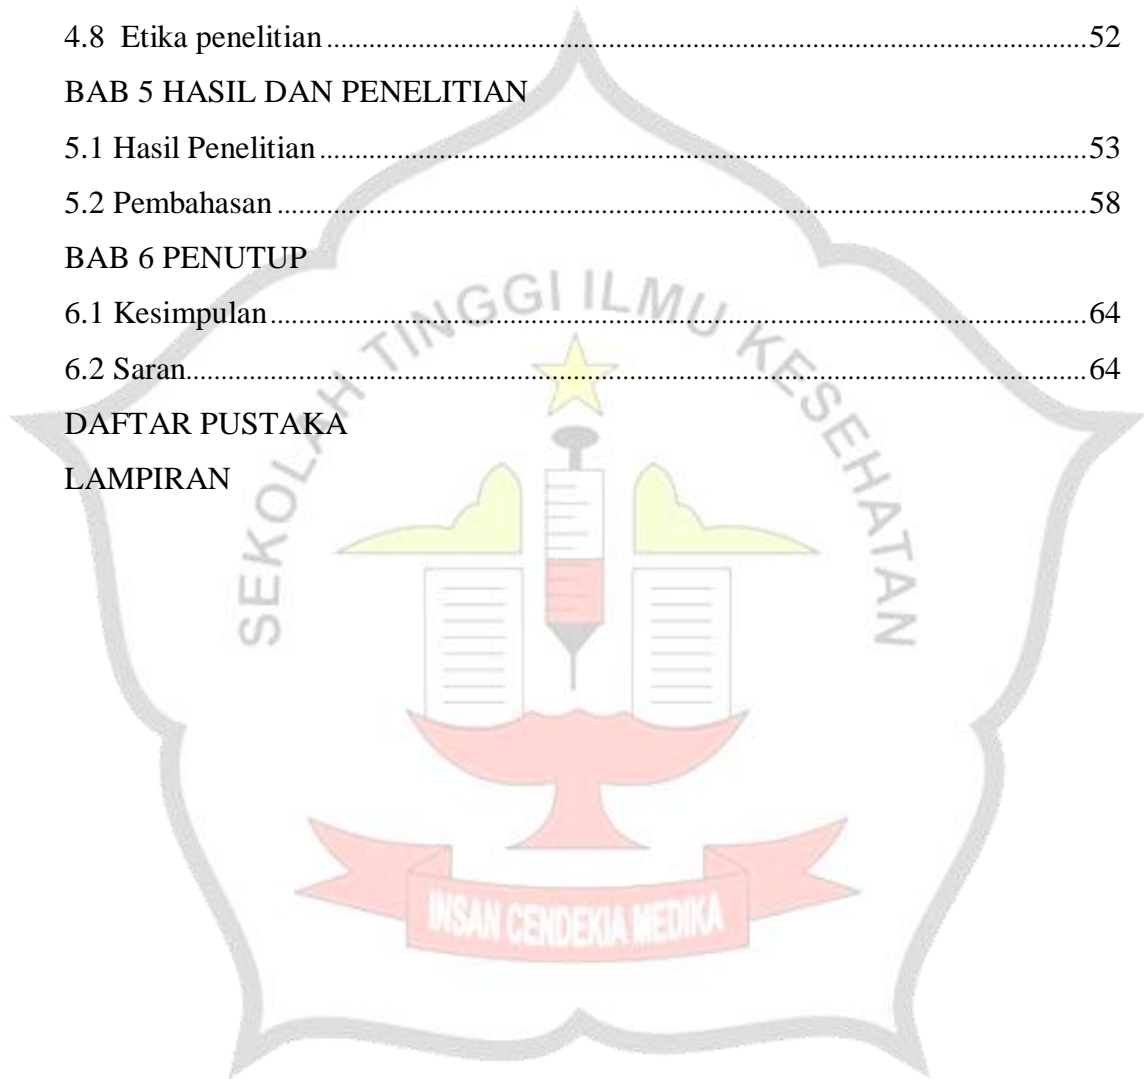 4.8 Etika penelitian ........................................................................ 52
BAB 5 HASIL DAN PENELITIAN
5.1 Hasil Penelitian ........................................................................ 53
5.2 Pembahasan ........................................................................ 58
BAB 6 PENUTUP
6.1 Kesimpulan ........................................................................ 64
6.2 Saran ........................................................................ 64
DAFTAR PUSTAKA
LAMPIRAN
SEKOLAH TINGGI ILMU KESEHATAN
INSAN CENDEKIA MEDIKA